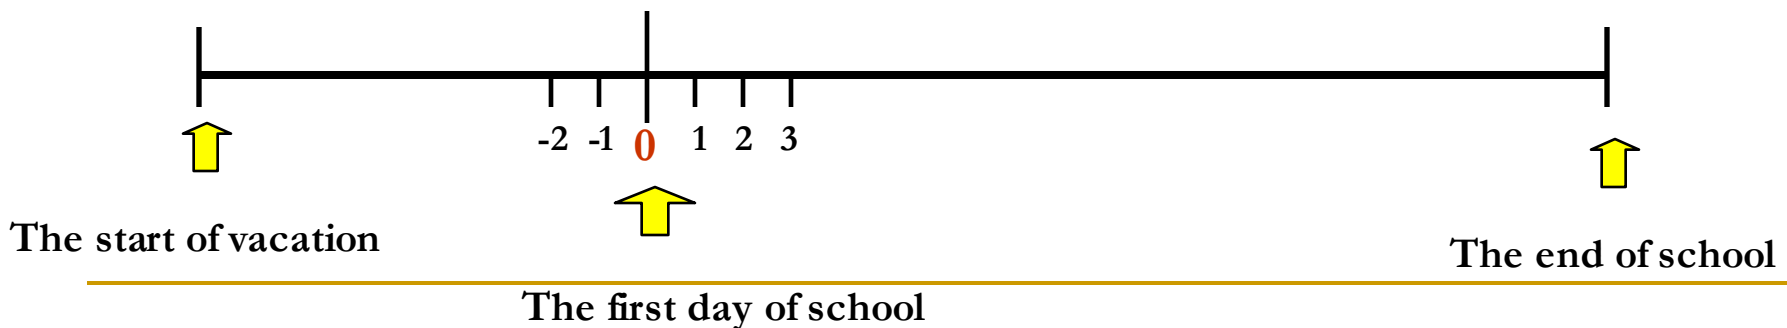 -2 -1 0 1 2 3
The start of vacation
The end of school
The first day of school